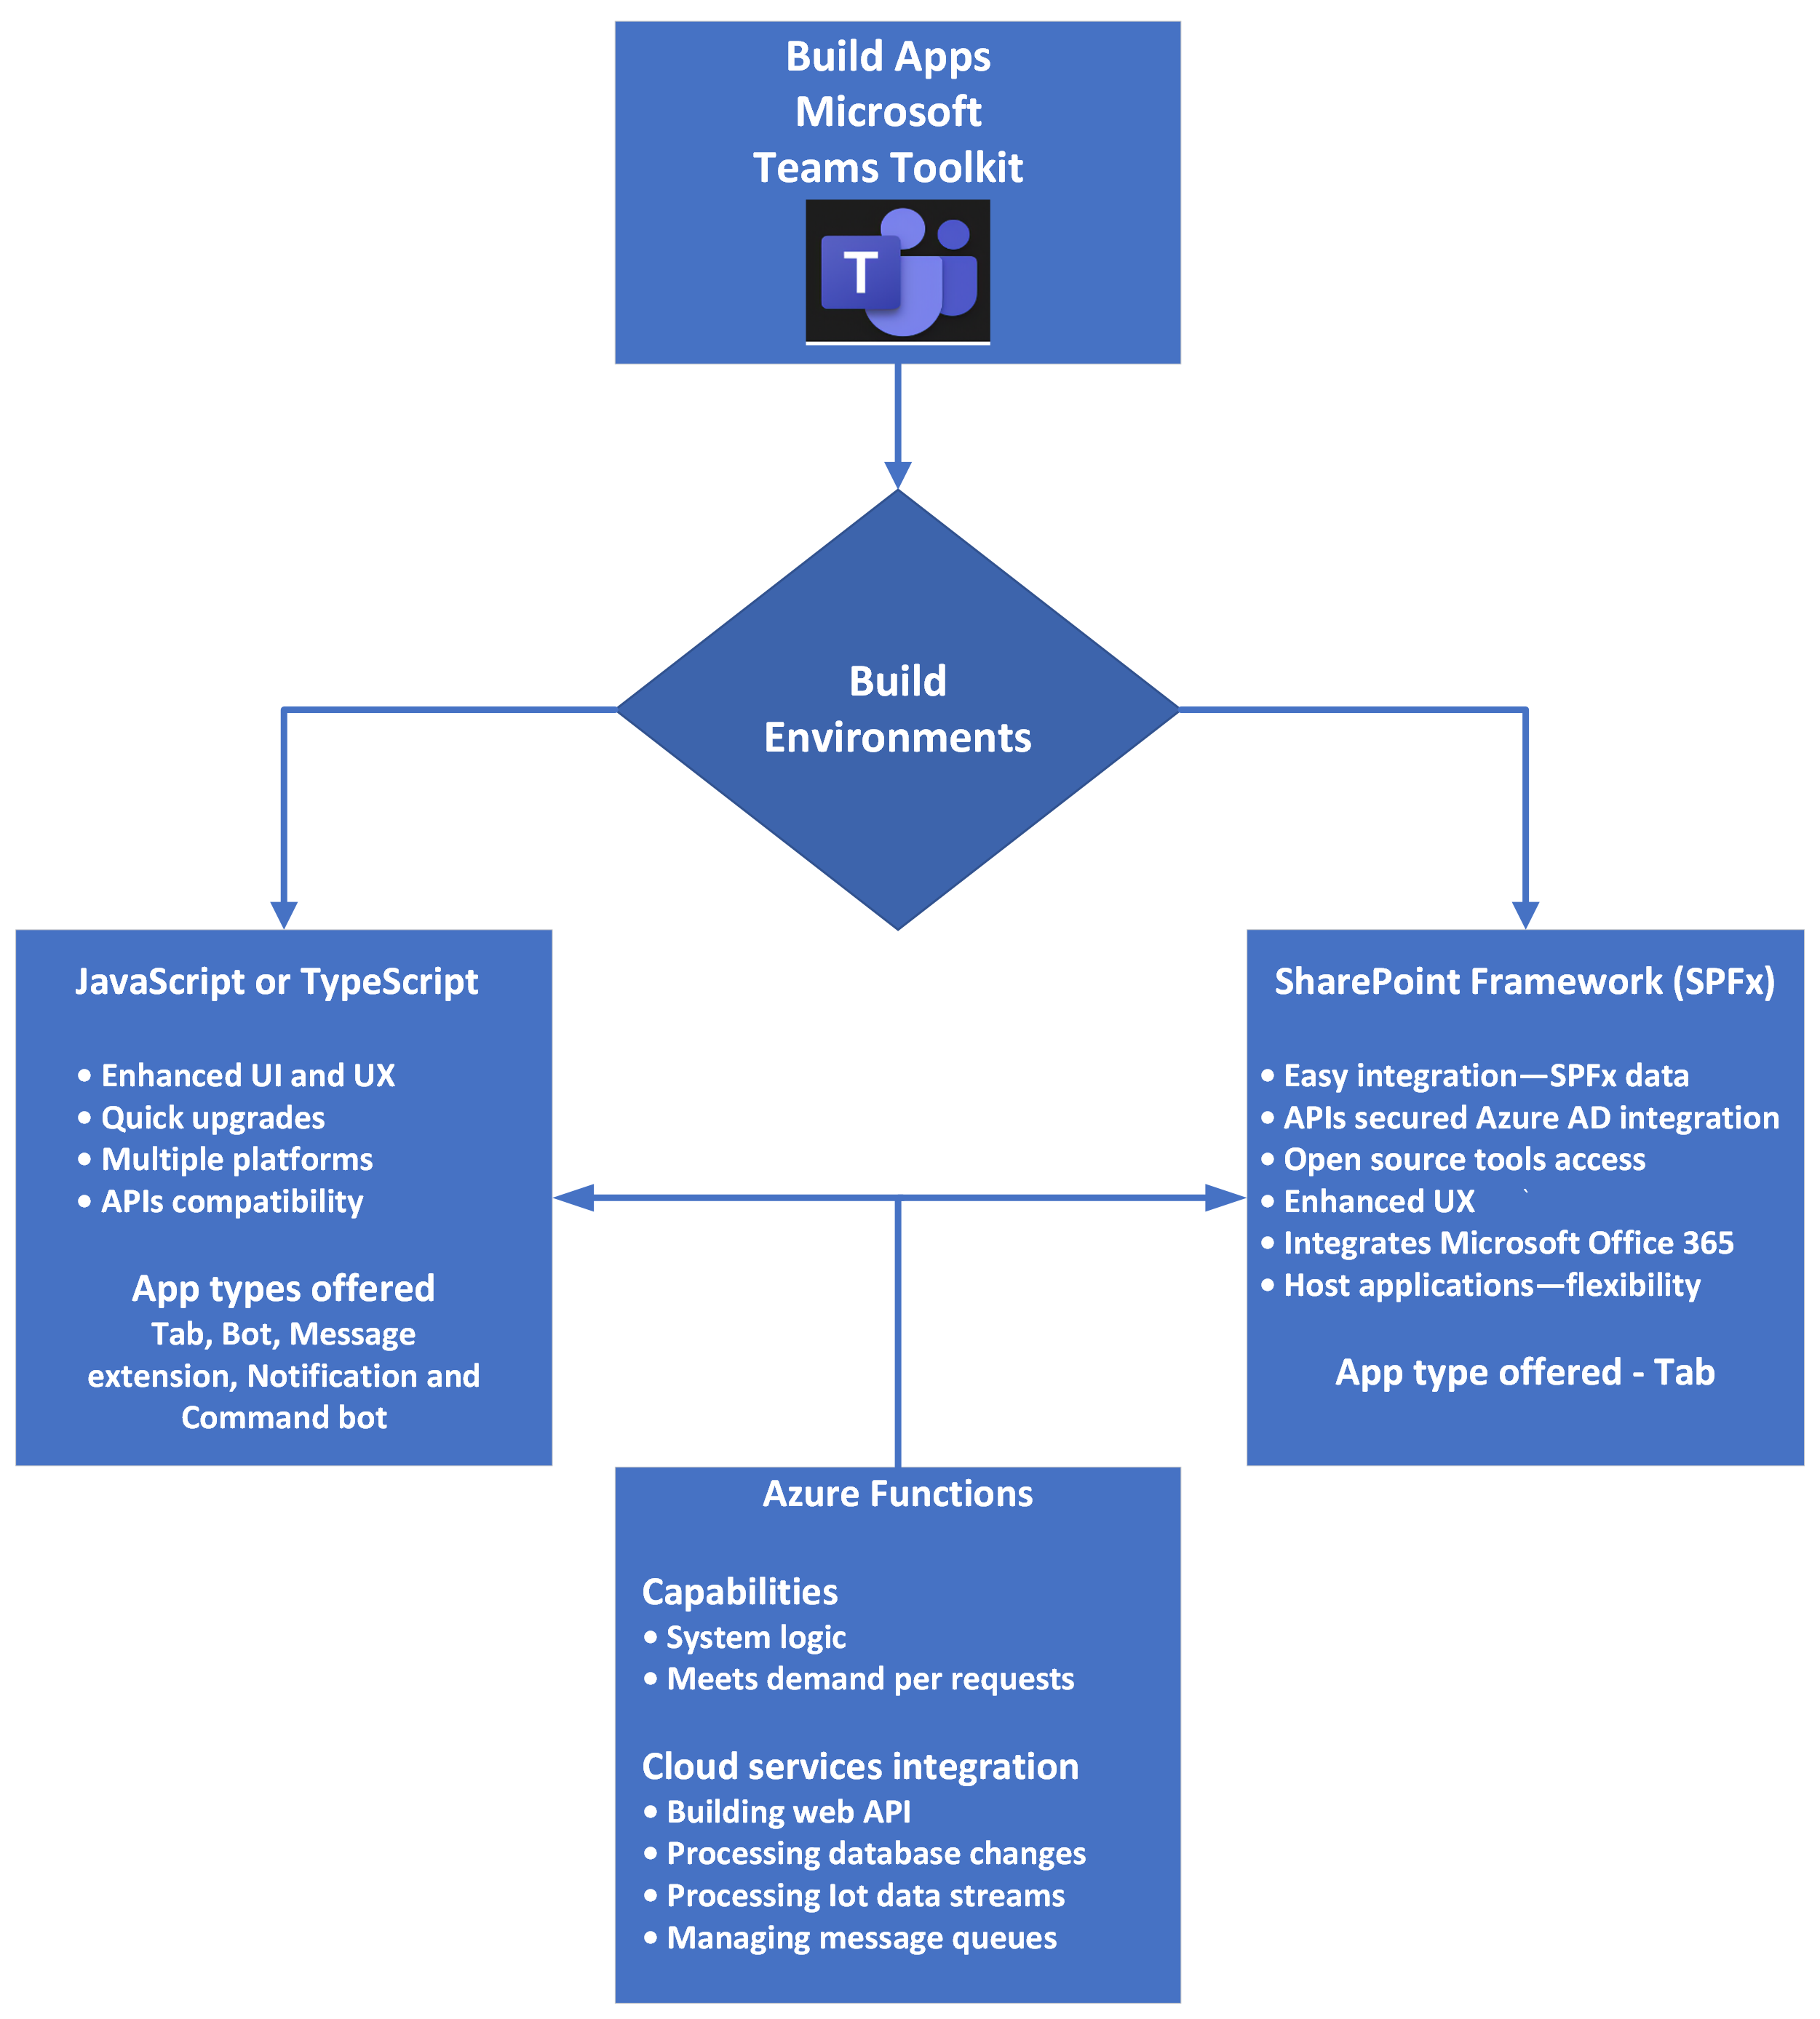 Build Apps
Microsoft
Teams Toolkit
T
Build
Environments
JavaScript or TypeScript
• Enhanced UI and UX
• Quick upgrades
• Multiple platforms
• APIs compatibility
App types offered
Tab, Bot, Message
extension, Notification and
Command bot
SharePoint Framework (SPFx)
• Easy integration—SPFx data
• APIs secured Azure AD integration
• Open source tools access
• Enhanced UX `
• Integrates Microsoft Office 365
• Host applications—flexibility
App type offered - Tab
Azure Functions
Capabilities
• System logic
• Meets demand per requests
Cloud services integration
• Building web API
• Processing database changes
• Processing Iot data streams
• Managing message queues